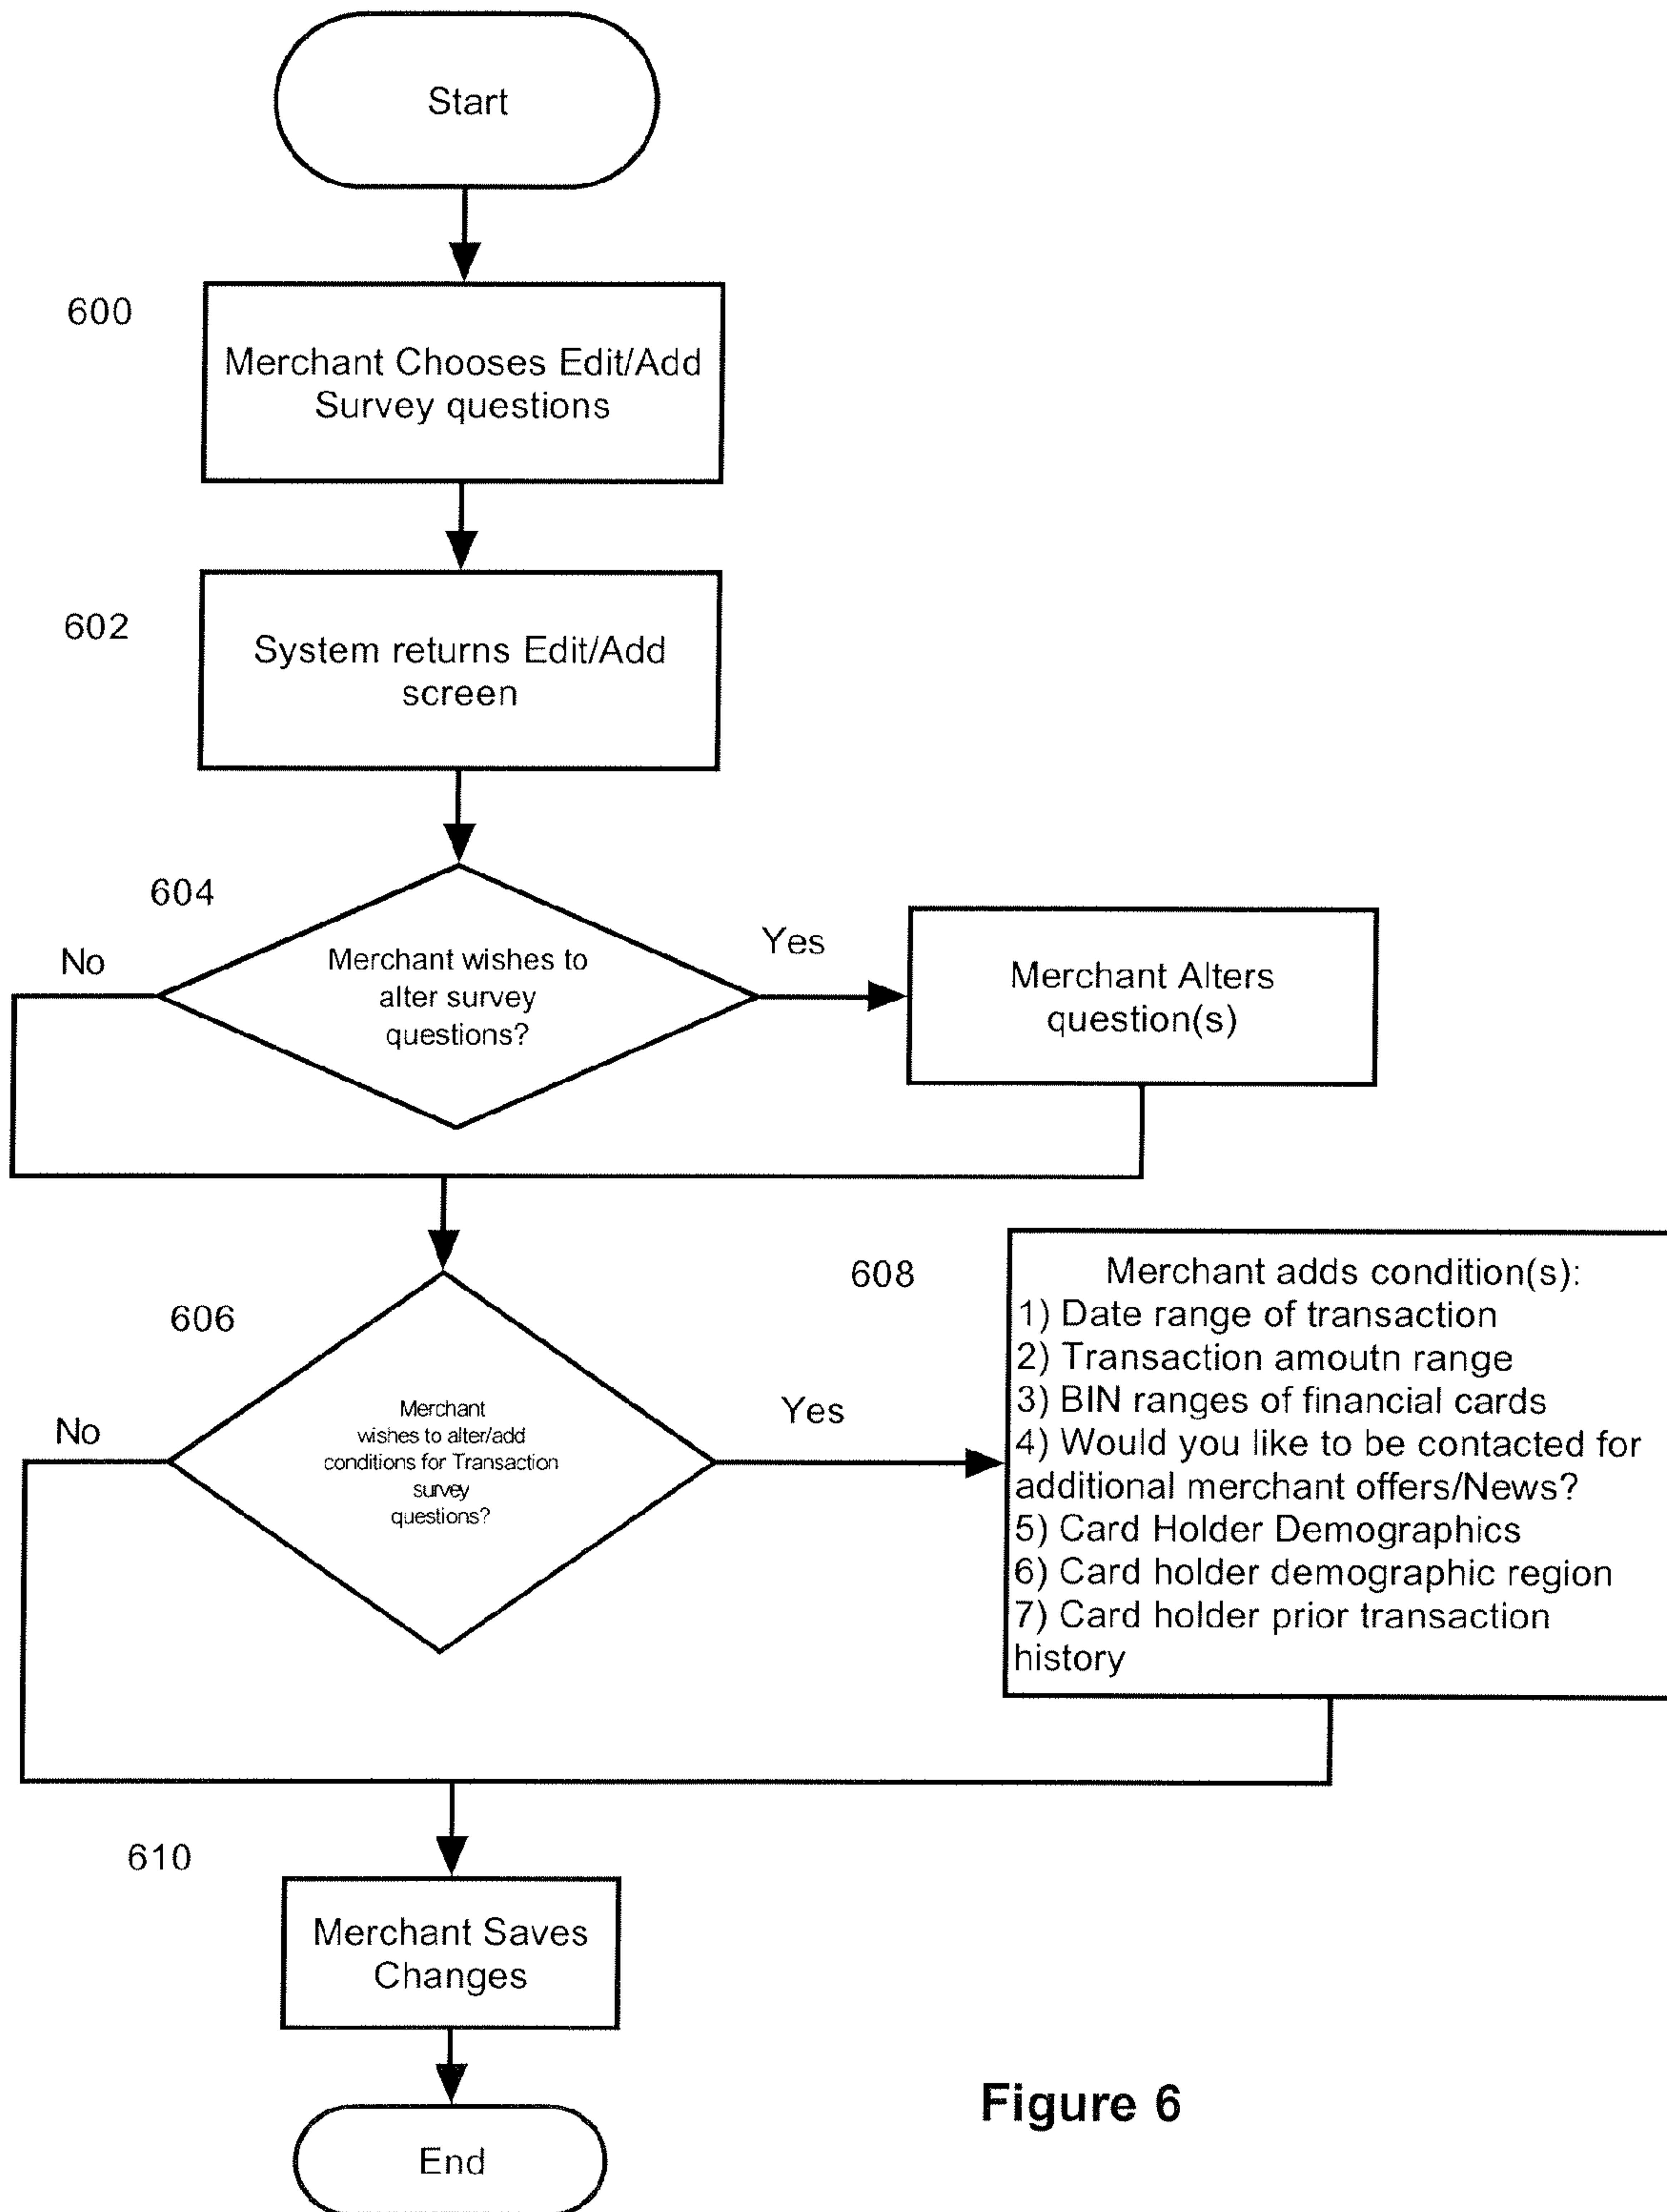 Start
600
Merchant Chooses Edit/Add
Survey questions
602
System returns Edit/Add
screen
604
No
Merchant wishes to
alter survey
questions?
Yes
Merchant Alters
question(s)
606
No
Merchant
wishes to alter/add
conditions for Transaction
survey
questions?
Yes
608
Merchant adds condition(s):
1) Date range of transaction
2) Transaction amoutn range
3) BIN ranges of financial cards
4) Would you like to be contacted for
additional merchant offers/News?
5) Card Holder Demographics
6) Card holder demographic region
7) Card holder prior transaction
history
610
Merchant Saves
Changes
End
Figure 6